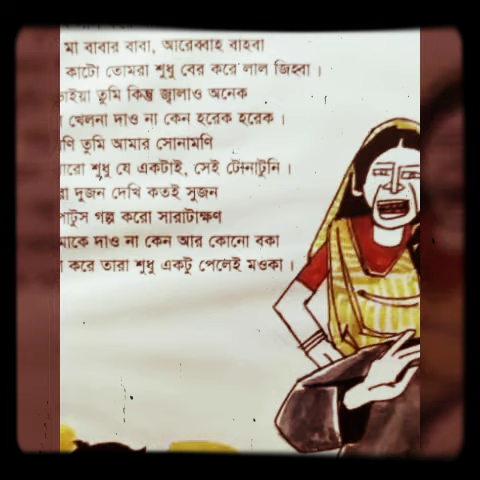 মা বাবার বাবা, আরেব্বাহ বাহবা
কাটো তোমরা শুধু বের করে লাল জিহ্বা ।
তুমি কিন্তু জ্বালাও অনেক
খেলনা দাও না কেন হরেক হরেক ।
তুমি আমার সোনামণি
শুধু যে একটাই, সেই টোনাটুনি ।
দুজন দেখি কতই সুজন
গল্প করো সারাটাক্ষণ
দাও না কেন আর কোনো বকা
করে তারা শুধু একটু পেলেই মওকা ।